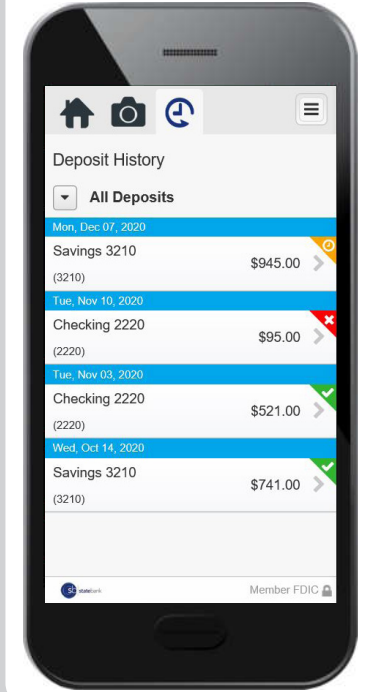 Deposit History
All Deposits
Mon, Dec 07, 2020
Savings 3210
(3210)
$945.00
Tue, Nov 10, 2020
Checking 2220
(2220)
$95.00
Tue, Nov 03, 2020
Checking 2220
(2220)
$521.00
Wed, Oct 14, 2020
Savings 3210
(3210)
$741.00
sb statebank
Member FDIC